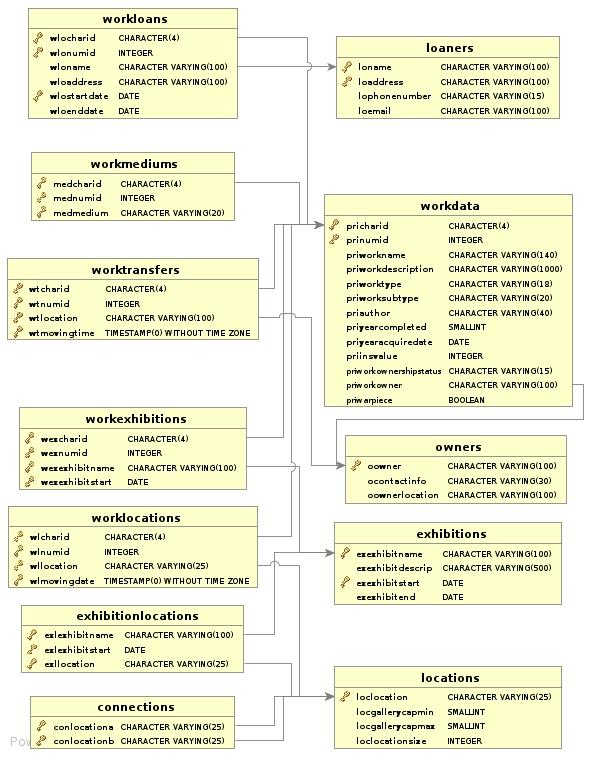 workloans
wlocharid CHARACTER(4)
wlonumid INTEGER
wloname CHARACTER VARYING(100)
wloaddress CHARACTER VARYING(100)
wlostartdate DATE
wloenddate DATE
loaners
loname CHARACTER VARYING(100)
loaddress CHARACTER VARYING(100)
lophonenumber CHARACTER VARYING(15)
loemail CHARACTER VARYING(100)
workmediums
medcharid CHARACTER(4)
mednumid INTEGER
medmedium CHARACTER VARYING(20)
workdata
pricharid CHARACTER(4)
prinumid INTEGER
priworkname CHARACTER VARYING(140)
priworkdescription CHARACTER VARYING(1000)
priworktype CHARACTER VARYING(18)
priworksubtype CHARACTER VARYING(20)
priauthor CHARACTER VARYING(40)
priyearcompleted SMALLINT
priyearacquiredate DATE
priinsvalue INTEGER
priworkownershipstatus CHARACTER VARYING(15)
priworkowner CHARACTER VARYING(100)
priwarpiece BOOLEAN
worktransfers
wtcharid CHARACTER(4)
wtnumid INTEGER
wtlocation CHARACTER VARYING(100)
wtmovingtime TIMESTAMP(0) WITHOUT TIME ZONE
workexhibitions
wexcharid CHARACTER(4)
wexnumid INTEGER
wexexhibitname CHARACTER VARYING(100)
wexexhibitstart DATE
owners
oowner CHARACTER VARYING(100)
ocontactinfo CHARACTER VARYING(30)
oownerlocation CHARACTER VARYING(100)
worklocations
wlcharid CHARACTER(4)
wlnumid INTEGER
wllocation CHARACTER VARYING(25)
wlmovingdate TIMESTAMP(0) WITHOUT TIME ZONE
exhibitions
exexhibitname CHARACTER VARYING(100)
exexhibitdescrip CHARACTER VARYING(500)
exexhibitstart DATE
exexhibitend DATE
exhibitionlocations
exlexhibitname CHARACTER VARYING(100)
exlexhibitstart DATE
exllocation CHARACTER VARYING(25)
locations
loclocation CHARACTER VARYING(25)
locgallerycapmin SMALLINT
locgallerycapmax SMALLINT
loclocationsize INTEGER
connections
conlocationa CHARACTER VARYING(25)
conlocationb CHARACTER VARYING(25)